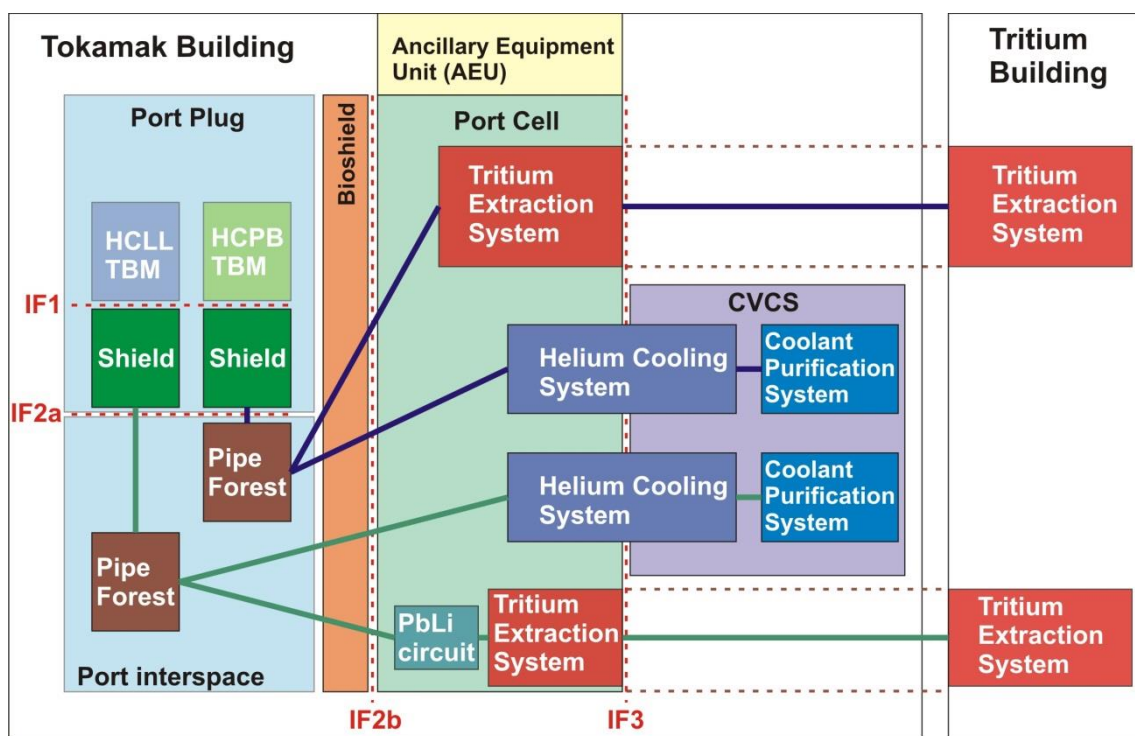 Tokamak Building
Ancillary Equipment
Unit (AEU)
Tritium
Building
Port Plug
Bioshield
Port Cell
Tritium
Extraction
System
Tritium
Extraction
System
HCLL
TBM
HCPB
TBM
IF1
CVCS
Shield
Shield
Helium Cooling
System
Coolant
Purification
System
IF2a
Pipe
Forest
Helium Cooling
System
Coolant
Purification
System
Pipe
Forest
PbLi
circuit
Tritium
Extraction
System
Tritium
Extraction
System
Port interspace
IF2b
IF3